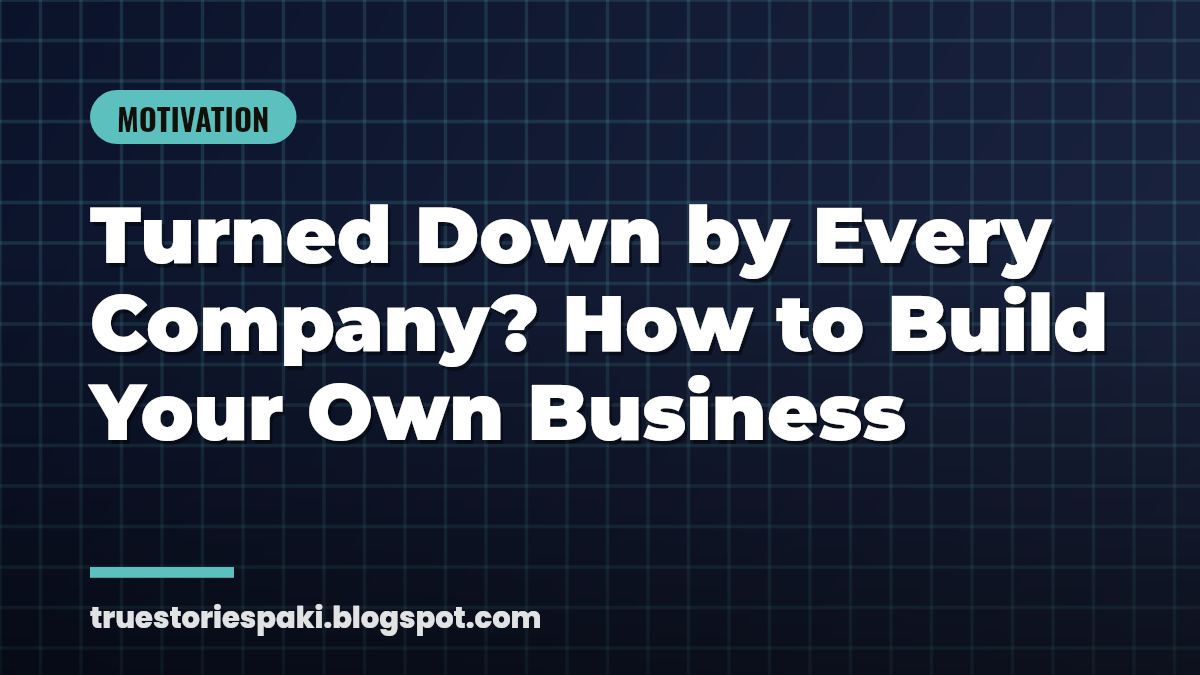 MOTIVATION
Turned Down by Every
Company? How to Build
Your Own Business
truestoriespaki.blogspot.com